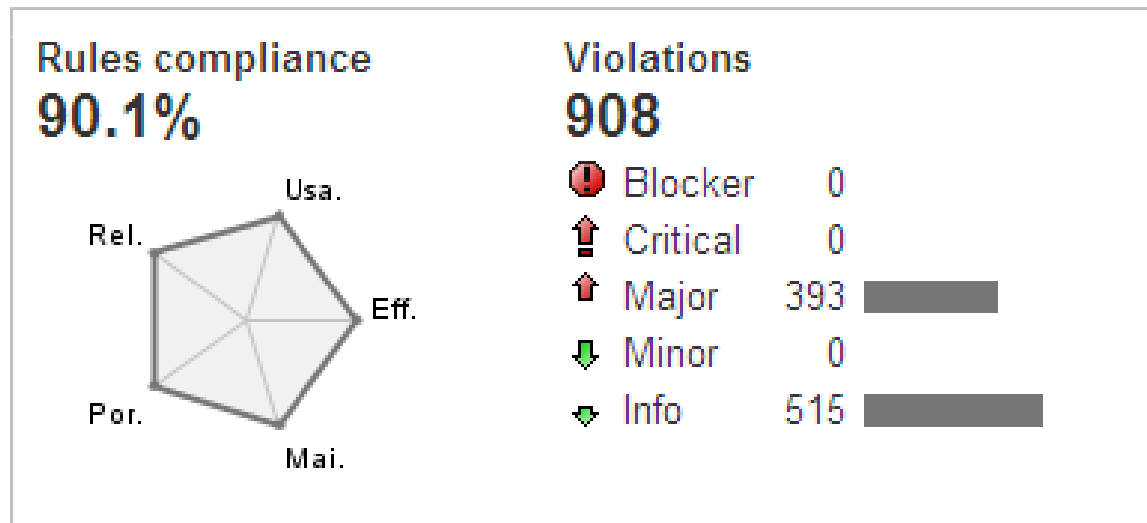 Rules compliance
90.1%
Usa.
Rel.
Eff.
Por.
Mai.
Violations
908
Blocker 0
Critical 0
Major 393
Minor 0
Info 515